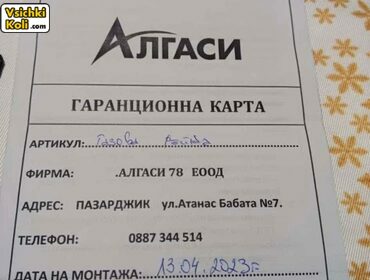 Vsichki
Koli.com
АЛГАСИ
ГАРАНЦИОННА КАРТА
АРТИКУЛ: Газова
ФИРМА: .АЛГАСИ 78 ЕООД
АДРЕС: ПАЗАРДЖИК ул.Атанас Бабата №7.
ТЕЛЕФОН: 0887 344 514
ДАТА НА МОНТАЖА: 13.04.2023г.